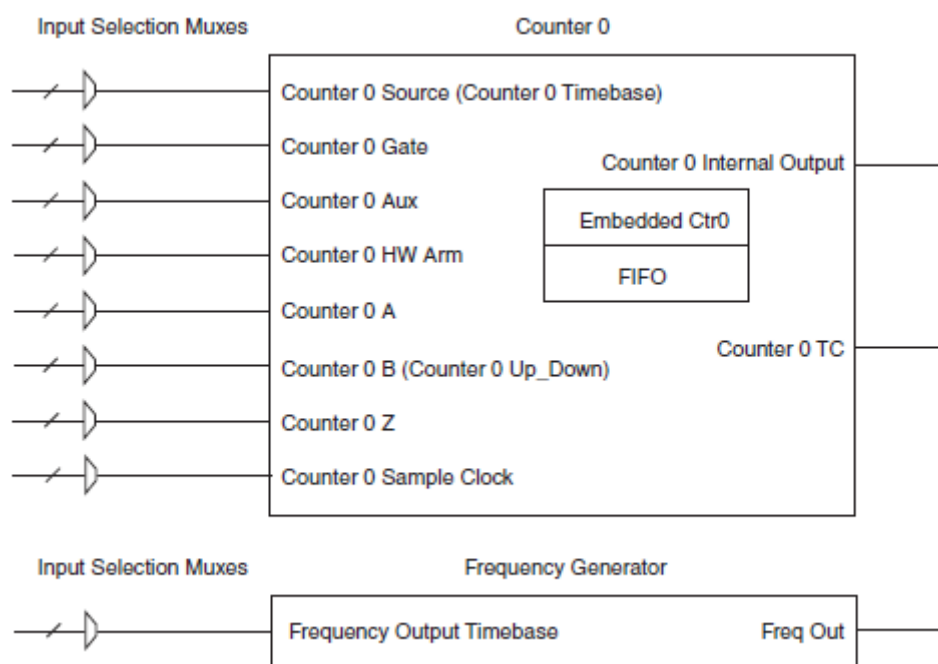 Input Selection Muxes
Counter 0
Counter 0 Source (Counter 0 Timebase)
Counter 0 Gate
Counter 0 Internal Output
Counter 0 Aux
Embedded Ctr0
Counter 0 HW Arm
FIFO
Counter 0 A
Counter 0 TC
Counter 0 B (Counter 0 Up_Down)
Counter 0 Z
Counter 0 Sample Clock
Input Selection Muxes
Frequency Generator
Frequency Output Timebase
Freq Out